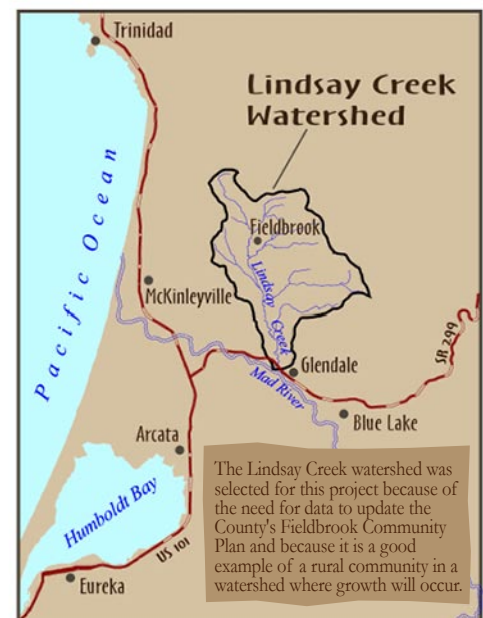 Trinidad
Lindsay Creek
Watershed
Pacific Ocean
Fieldbrook
Lindsay Creek
McKinleyville
SR 299
Glendale
Mad River
Blue Lake
Arcata
Humboldt Bay
US 101
Eureka
The Lindsay Creek watershed was
selected for this project because of
the need for data to update the
County's Fieldbrook Community
Plan and because it is a good
example of a rural community in a
watershed where growth will occur.